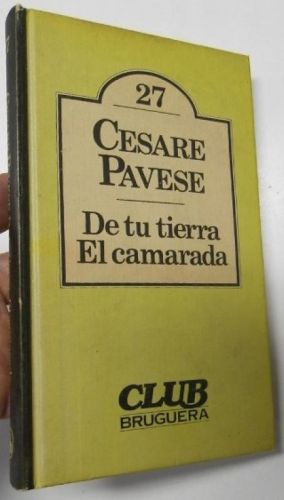 27
CESARE
PAVESE
De tu tierra
El camarada
CLUB
BRUGUERA